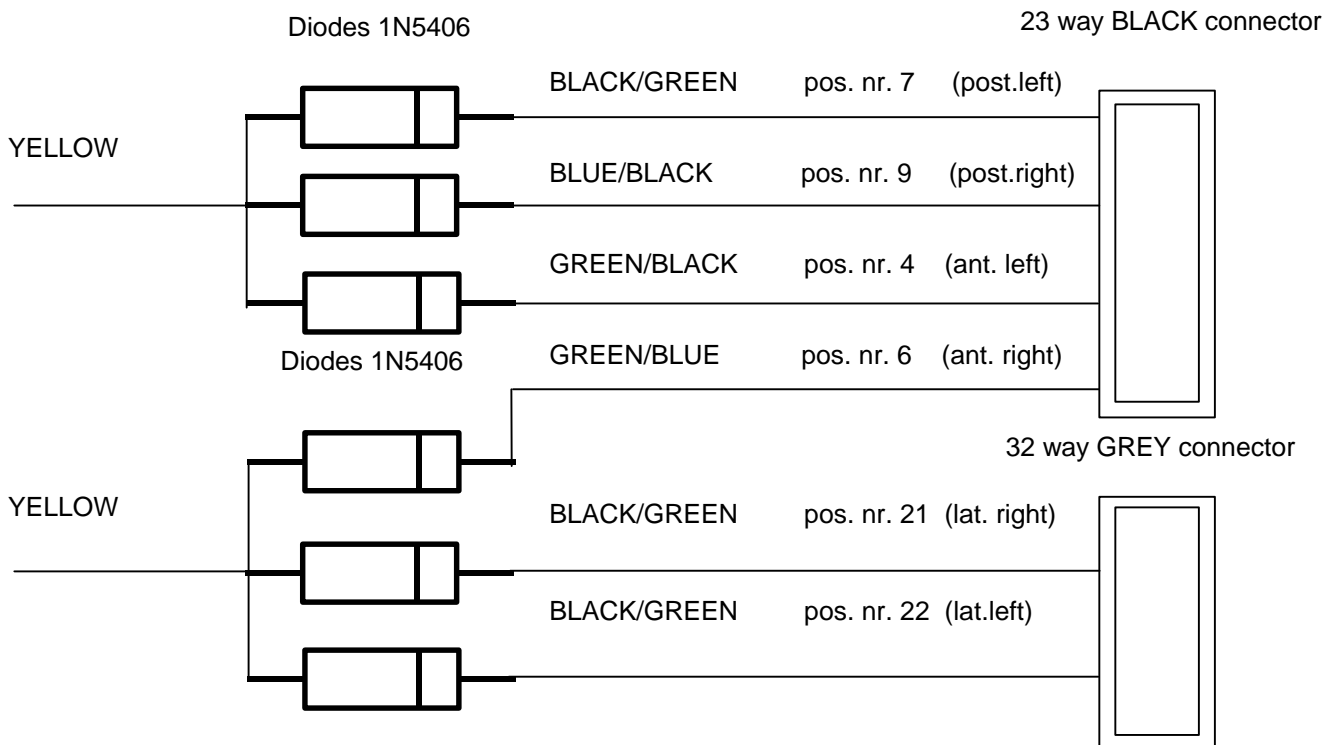 Diodes 1N5406
23 way BLACK connector
BLACK/GREEN pos. nr. 7 (post.left)
YELLOW
BLUE/BLACK pos. nr. 9 (post.right)
GREEN/BLACK pos. nr. 4 (ant. left)
Diodes 1N5406
GREEN/BLUE pos. nr. 6 (ant. right)
32 way GREY connector
YELLOW
BLACK/GREEN pos. nr. 21 (lat. right)
BLACK/GREEN pos. nr. 22 (lat.left)